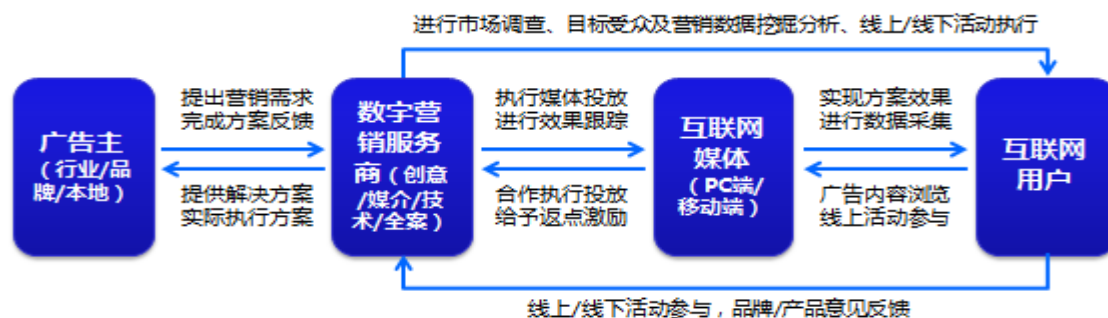 进行市场调查、目标受众及营销数据挖掘分析、线上/线下活动执行
广告主
（行业/品
牌/本地）
提出营销需求
完成方案反馈
提供解决方案
实际执行方案
数字营
销服务
商（创意
/媒介/技
术/全案）
执行媒体投放
进行效果跟踪
合作执行投放
给予返点激励
互联网
媒体
（PC端/
移动端）
实现方案效果
进行数据采集
广告内容浏览
线上活动参与
互联网
用户
线上/线下活动参与，品牌/产品意见反馈